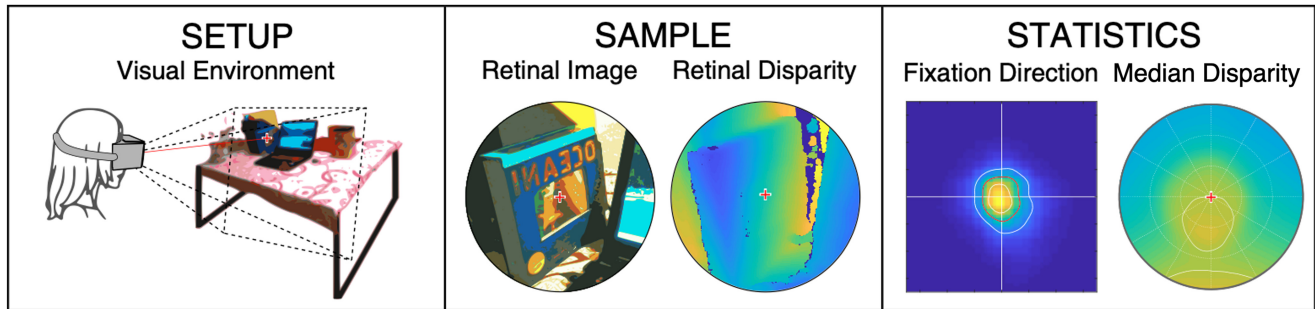 SETUP
Visual Environment
SAMPLE
Retinal Image
Retinal Disparity
OCEANI
STATISTICS
Fixation Direction
Median Disparity